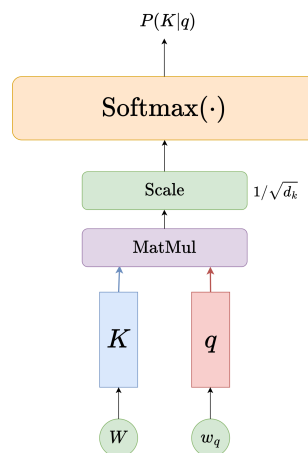 P(K|q)
Softmax(·)
Scale
1/√d_k
MatMul
K
q
W
w_q